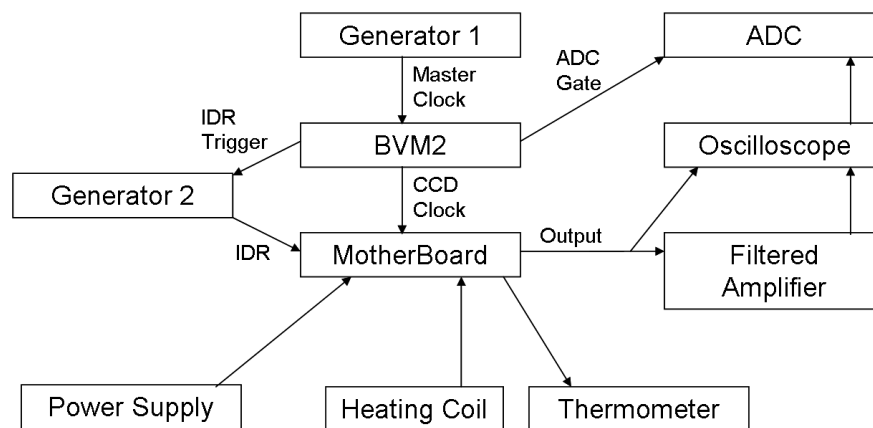 Generator 1
ADC
Master
Clock
ADC
Gate
IDR
Trigger
BVM2
Oscilloscope
Generator 2
CCD
Clock
IDR
MotherBoard
Output
Filtered
Amplifier
Power Supply
Heating Coil
Thermometer